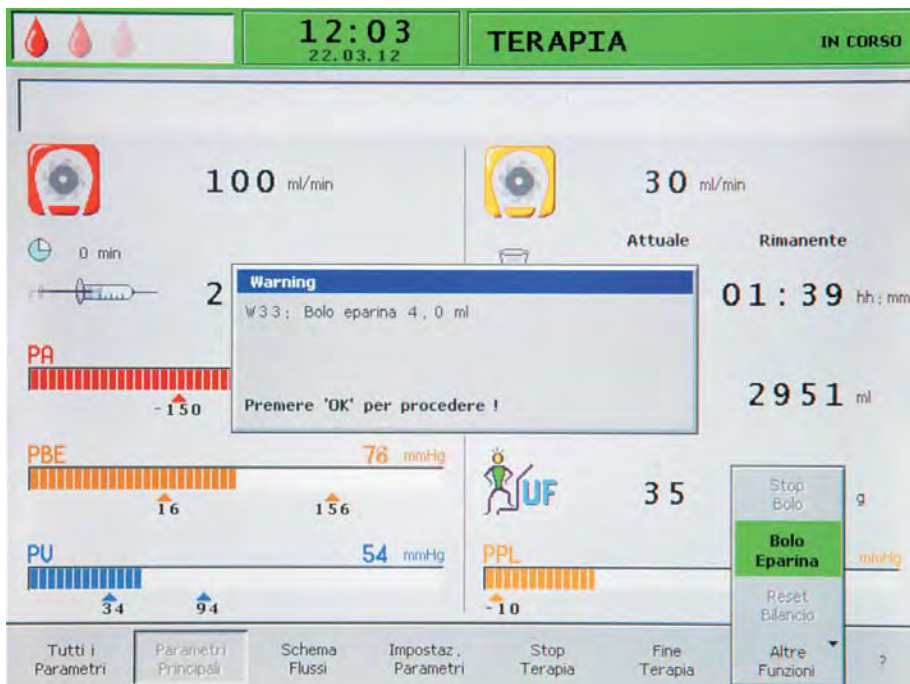 12:03
22.03.12
TERAPIA
IN CORSO
100 ml/min
30 ml/min
Attuale Rimanente
0 min
2
01:39 hh:mm
Warning
W33: Bolo eparina 4,0 ml
Premere 'OK' per procedere !
PA
-150
2951 ml
PBE 78 mmHg
16 156
UF
35 g
PV 54 mmHg
34 94
PPL mmHg
-10
Stop
Bolo
Bolo
Eparina
Reset
Bilancio
Altre
Funzioni
Tutti i
Parametri
Parametri
Principali
Schema
Flussi
Impostaz.
Parametri
Stop
Terapia
Fine
Terapia
?